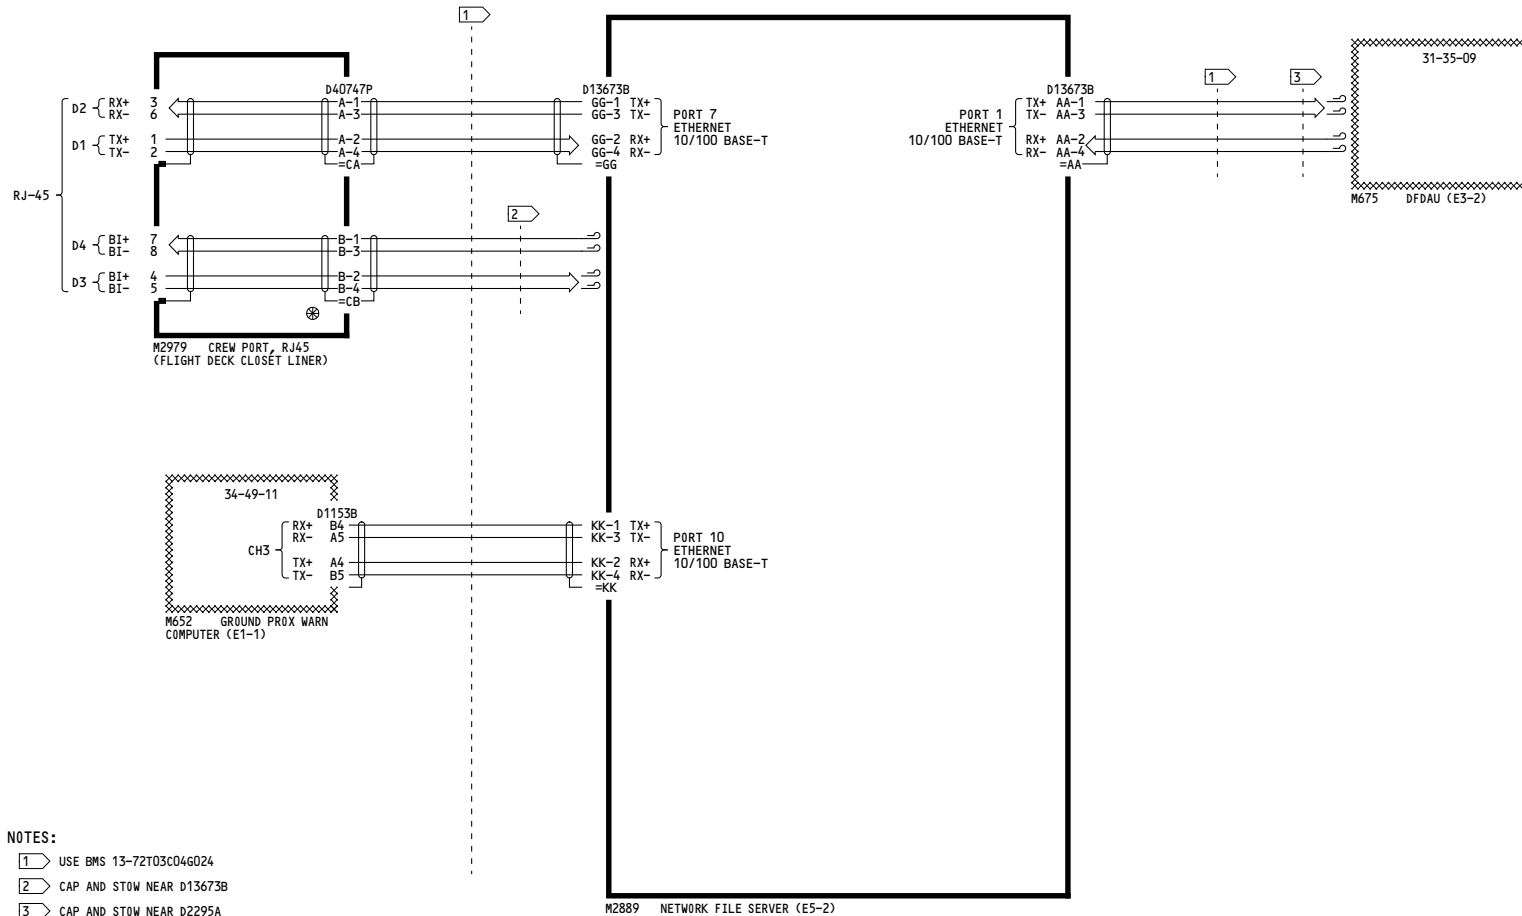 1
31-35-09
1 3
D40747P D13673B D13673B
D2 RX+ 3 A-1 GG-1 TX+ TX+ AA-1
RX- 6 A-3 GG-3 TX- PORT 7 PORT 1 TX- AA-3
ETHERNET ETHERNET
D1 TX+ 1 A-2 GG-2 RX+ 10/100 BASE-T 10/100 BASE-T RX+ AA-2
TX- 2 A-4 GG-4 RX- RX- AA-4
=CA =GG =AA
RJ-45
M675 DFDAU (E3-2)
2
D4 BI+ 7 B-1
BI- 8 B-3
D3 BI+ 4 B-2
BI- 5 B-4
=CB
M2979 CREW PORT, RJ45
(FLIGHT DECK CLOSET LINER)
34-49-11
D1153B
RX+ B4 KK-1 TX+
CH3 RX- A5 KK-3 TX- PORT 10
ETHERNET
TX+ A4 KK-2 RX+ 10/100 BASE-T
TX- B5 KK-4 RX-
=KK
M652 GROUND PROX WARN
COMPUTER (E1-1)
NOTES:
1 USE BMS 13-72T03C04G024
2 CAP AND STOW NEAR D13673B
3 CAP AND STOW NEAR D2295A
M2889 NETWORK FILE SERVER (E5-2)